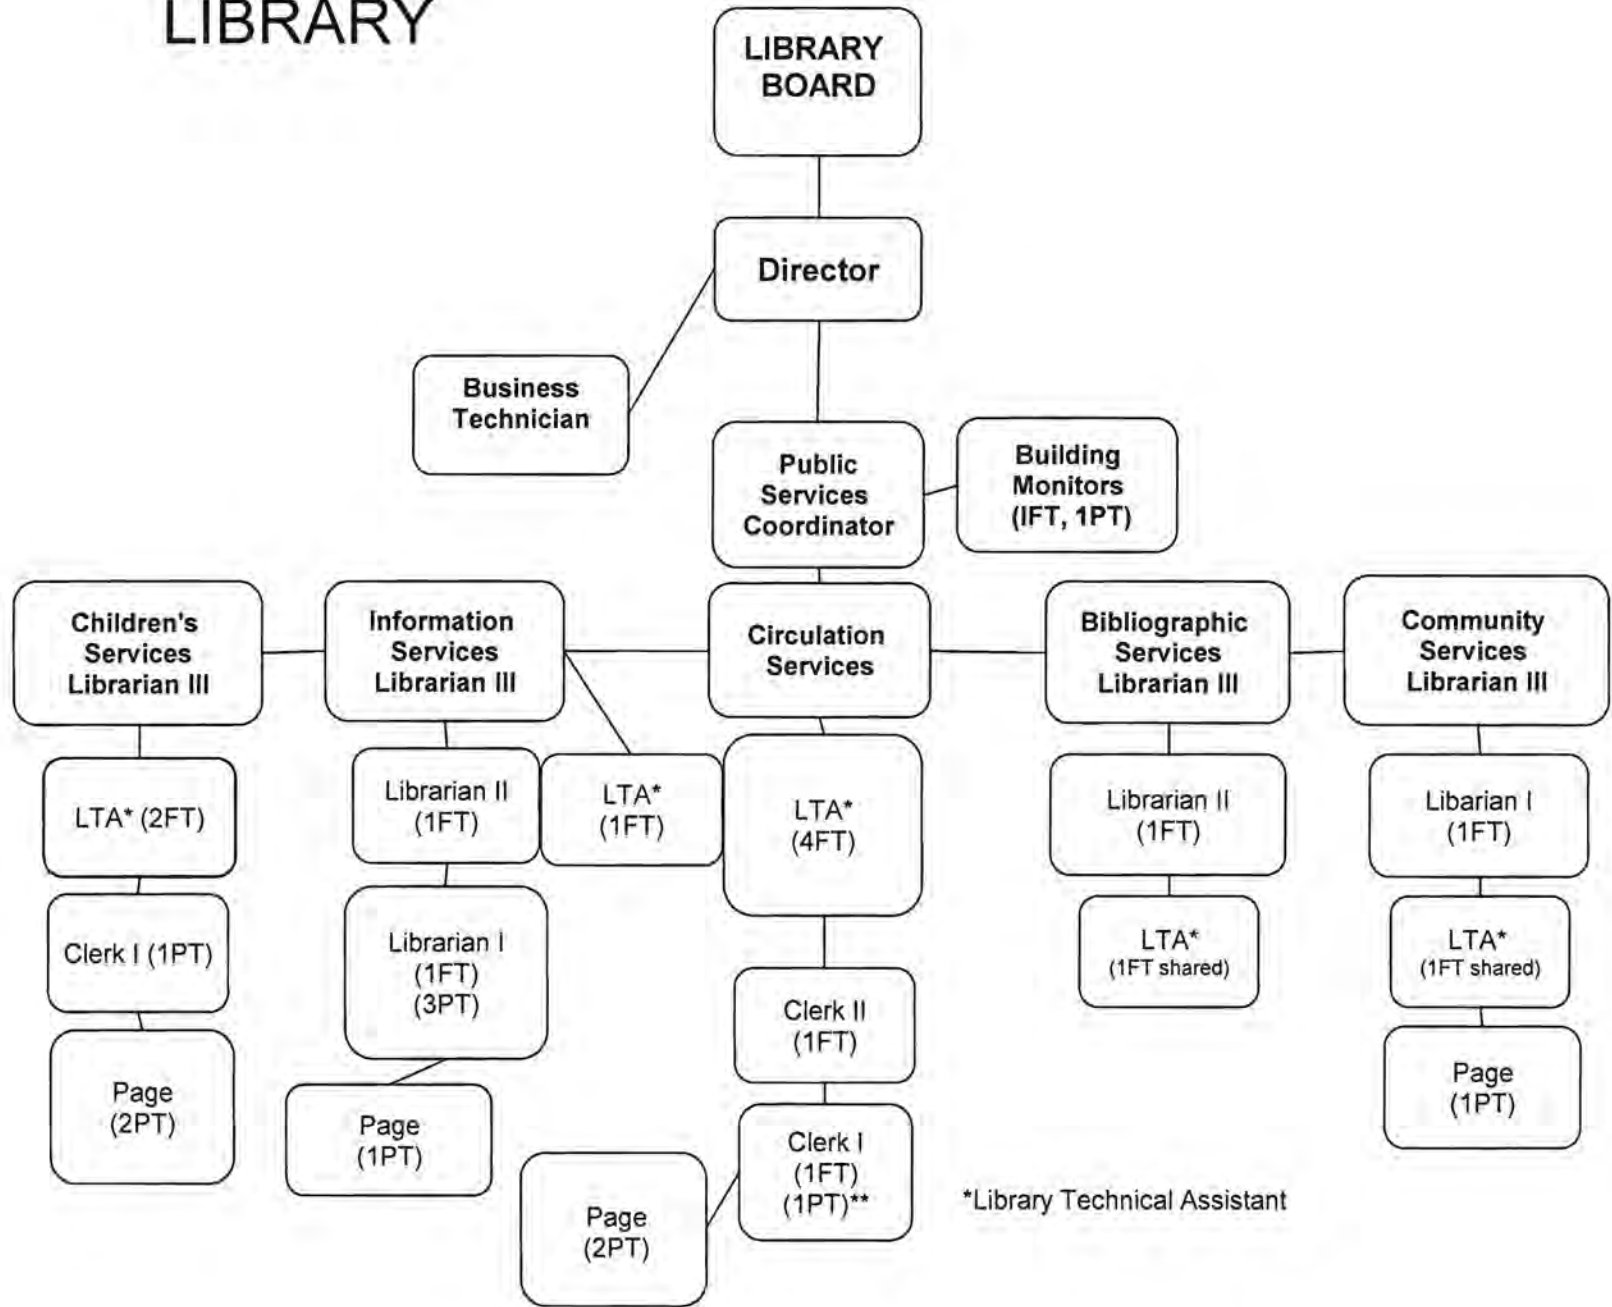 LIBRARY
LIBRARY
BOARD
Director
Business
Technician
Public
Services
Coordinator
Building
Monitors
(IFT, 1PT)
Children's
Services
Librarian III
Information
Services
Librarian III
Circulation
Services
Bibliographic
Services
Librarian III
Community
Services
Librarian III
LTA* (2FT)
Librarian II
(1FT)
LTA*
(1FT)
LTA*
(4FT)
Librarian II
(1FT)
Libarian I
(1FT)
Clerk I (1PT)
Librarian I
(1FT)
(3PT)
LTA*
(1FT shared)
LTA*
(1FT shared)
Clerk II
(1FT)
Page
(2PT)
Page
(1PT)
Page
(1PT)
Clerk I
(1FT)
(1PT)**
Page
(2PT)
*Library Technical Assistant